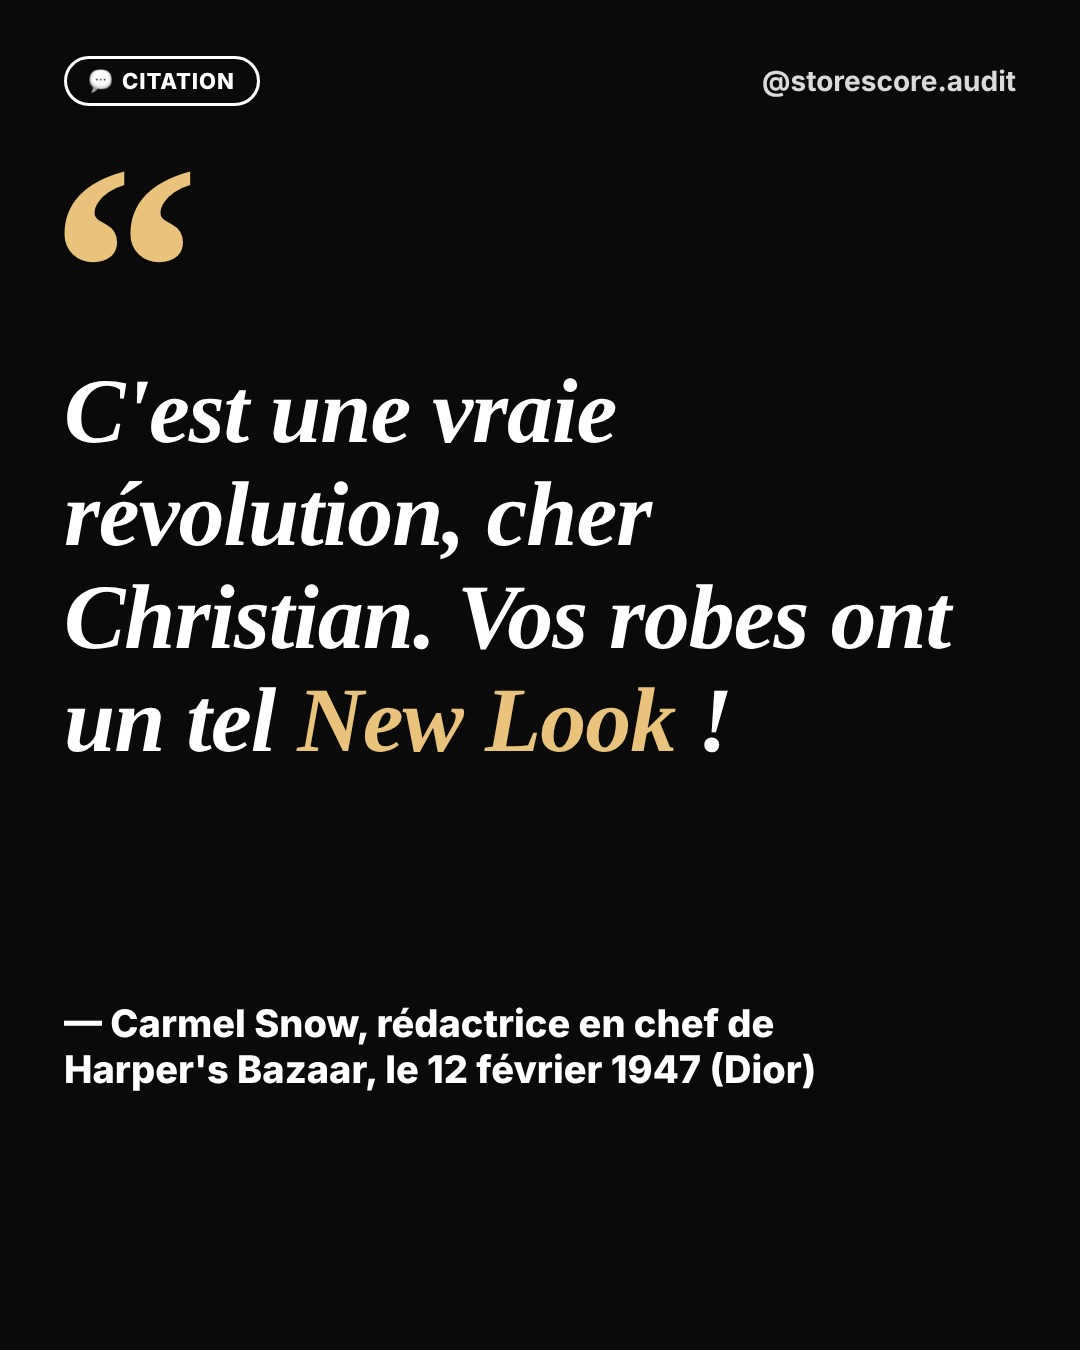 💬 CITATION
@storescore.audit
“
C'est une vraie
révolution, cher
Christian. Vos robes ont
un tel New Look !
— Carmel Snow, rédactrice en chef de
Harper's Bazaar, le 12 février 1947 (Dior)